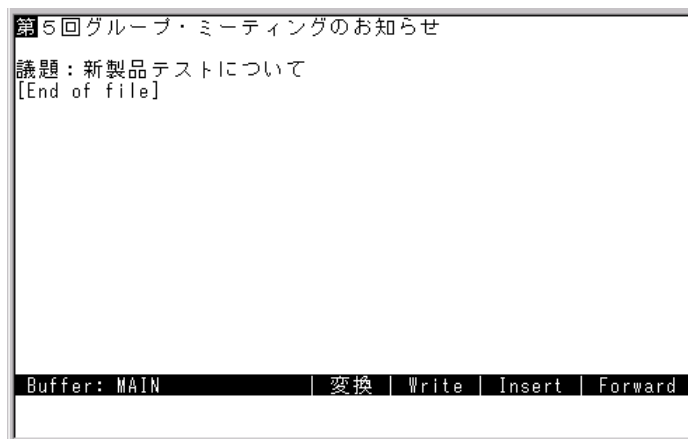 第５回グループ・ミーティングのお知らせ
議題：新製品テストについて
[End of file]
Buffer: MAIN | 変換 | Write | Insert | Forward